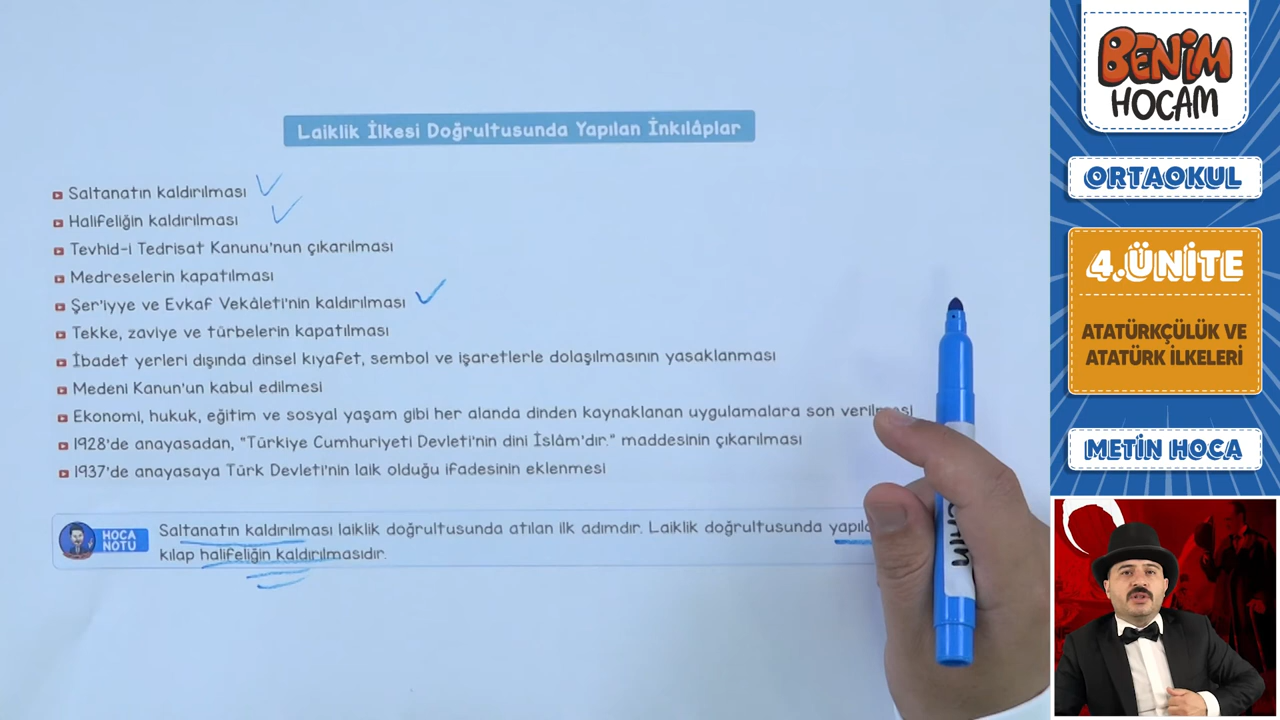 Laiklik İlkesi Doğrultusunda Yapılan İnkılâplar
Saltanatın kaldırılması
Halifeliğin kaldırılması
Tevhid-i Tedrisat Kanunu'nun çıkarılması
Medreselerin kapatılması
Şer'iyye ve Evkaf Vekâleti'nin kaldırılması
Tekke, zaviye ve türbelerin kapatılması
İbadet yerleri dışında dinsel kıyafet, sembol ve işaretlerle dolaşılmasının yasaklanması
Medeni Kanun'un kabul edilmesi
Ekonomi, hukuk, eğitim ve sosyal yaşam gibi her alanda dinden kaynaklanan uygulamalara son verilmesi
1928'de anayasadan, "Türkiye Cumhuriyeti Devleti'nin dini İslâm'dır." maddesinin çıkarılması
1937'de anayasaya Türk Devleti'nin laik olduğu ifadesinin eklenmesi
HOCA NOTU
Saltanatın kaldırılması laiklik doğrultusunda atılan ilk adımdır. Laiklik doğrultusunda
kılap halifeliğin kaldırılmasıdır.
BENİM
HOCAM
ORTAOKUL
4.ÜNİTE
ATATÜRKÇÜLÜK VE
ATATÜRK İLKELERİ
METİN HOCA